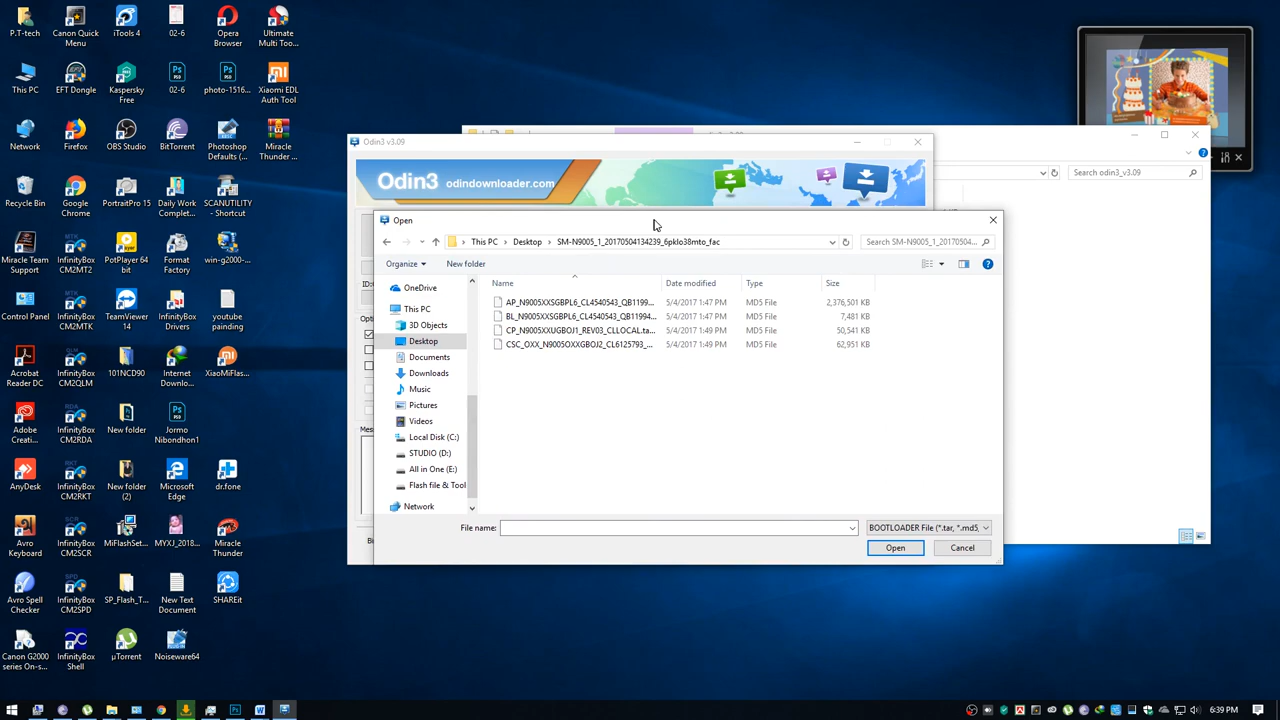 P.T-tech
Canon Quick
Menu
iTools 4
02-6
Opera
Browser
Ultimate
Multi Too...
This PC
EFT Dongle
Kaspersky
Free
02-6
photo-1516...
Xiaomi EDL
Auth Tool
Network
Firefox
OBS Studio
BitTorrent
Photoshop
Defaults (...
Miracle
Thunder ...
Recycle Bin
Google
Chrome
PortraitPro 15
Daily Work
Complet...
SCANUTILITY
- Shortcut
Miracle Team
Support
InfinityBox
CM2MT2
PotPlayer 64
bit
Format
Factory
win-g2000-...
Control Panel
InfinityBox
CM2MTK
TeamViewer
14
InfinityBox
Drivers
youtube
painding
Acrobat
Reader DC
InfinityBox
CM2QLM
101NCD90
Internet
Downlo...
XiaoMiFlas...
Adobe
Creati...
InfinityBox
CM2RDA
New folder
Jormo
Nibondhon1
AnyDesk
InfinityBox
CM2RKT
New folder
(2)
Microsoft
Edge
dr.fone
Avro
Keyboard
InfinityBox
CM2SCR
MiFlashSet...
MYXJ_2018...
Miracle
Thunder
Avro Spell
Checker
InfinityBox
CM2SPD
SP_Flash_T...
New Text
Document
SHAREit
Canon G2000
series On-s...
InfinityBox
Shell
µTorrent
Noiseware64
Odin3 v3.09
Odin3 odindownloader.com
Search odin3_v3.09
Open
This PC > Desktop > SM-N9005_1_20170504134239_6pklo38mto_fac
Search SM-N9005_1_20170504...
Organize
New folder
Name Date modified Type Size
AP_N9005XXSGBPL6_CL4540543_QB1199... 5/4/2017 1:47 PM MD5 File 2,376,501 KB
BL_N9005XXSGBPL6_CL4540543_QB11994... 5/4/2017 1:47 PM MD5 File 7,481 KB
CP_N9005XXUGBOJ1_REV03_CLLOCAL.ta... 5/4/2017 1:49 PM MD5 File 50,541 KB
CSC_OXX_N9005OXXGBOJ2_CL6125793_... 5/4/2017 1:49 PM MD5 File 62,951 KB
OneDrive
This PC
3D Objects
Desktop
Documents
Downloads
Music
Pictures
Videos
Local Disk (C:)
STUDIO (D:)
All in One (E:)
Flash file & Tool
Network
ID:
Opti
Mes
File name:
BOOTLOADER File (*.tar, *.md5,
Open
Cancel
6:39 PM